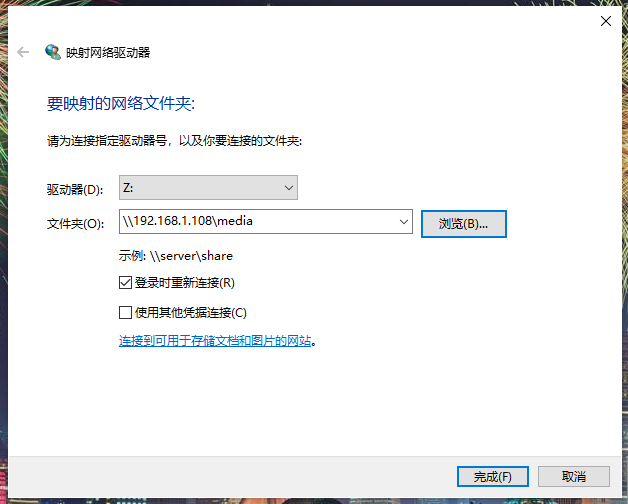 映射网络驱动器
要映射的网络文件夹:
请为连接指定驱动器号，以及你要连接的文件夹:
驱动器(D): Z:
文件夹(O): \\192.168.1.108\media 浏览(B)...
示例: \\server\share
登录时重新连接(R)
使用其他凭据连接(C)
连接到可用于存储文档和图片的网站。
完成(F) 取消